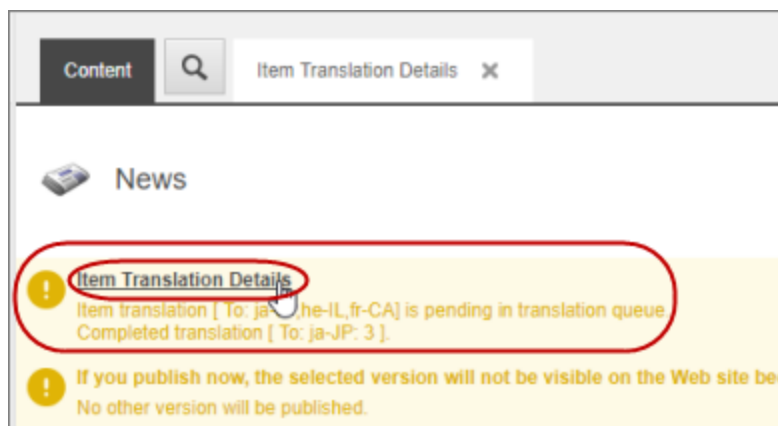 Content
Item Translation Details
News
Item Translation Details
Item translation [ To: ja- ,he-IL,fr-CA] is pending in translation queue.
Completed translation [ To: ja-JP: 3 ].
If you publish now, the selected version will not be visible on the Web site
No other version will be published.